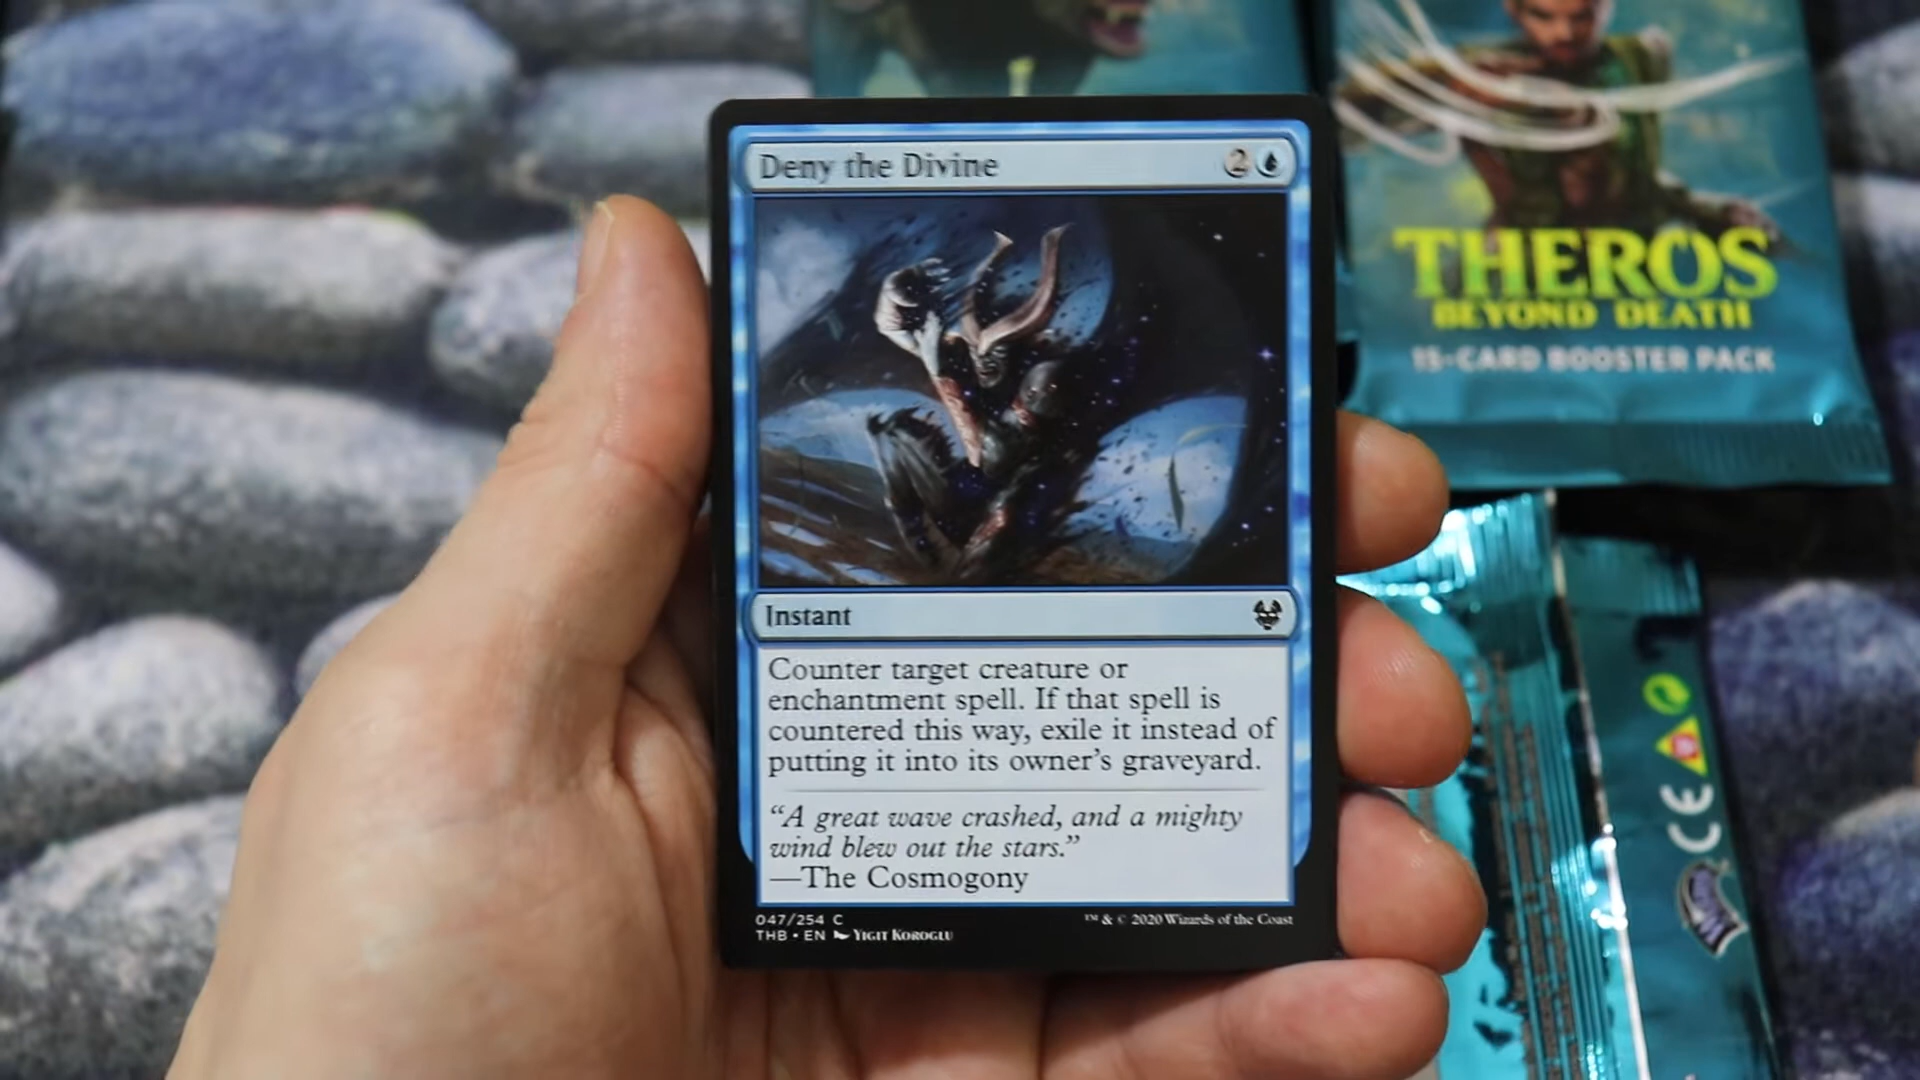 Deny the Divine 2
Instant
Counter target creature or
enchantment spell. If that spell is
countered this way, exile it instead of
putting it into its owner's graveyard.
“A great wave crashed, and a mighty
wind blew out the stars.”
—The Cosmogony
047/254 C
THB • EN YIGIT KOROGLU
™ & © 2020 Wizards of the Coast
THEROS
BEYOND DEATH
15-CARD BOOSTER PACK
CE